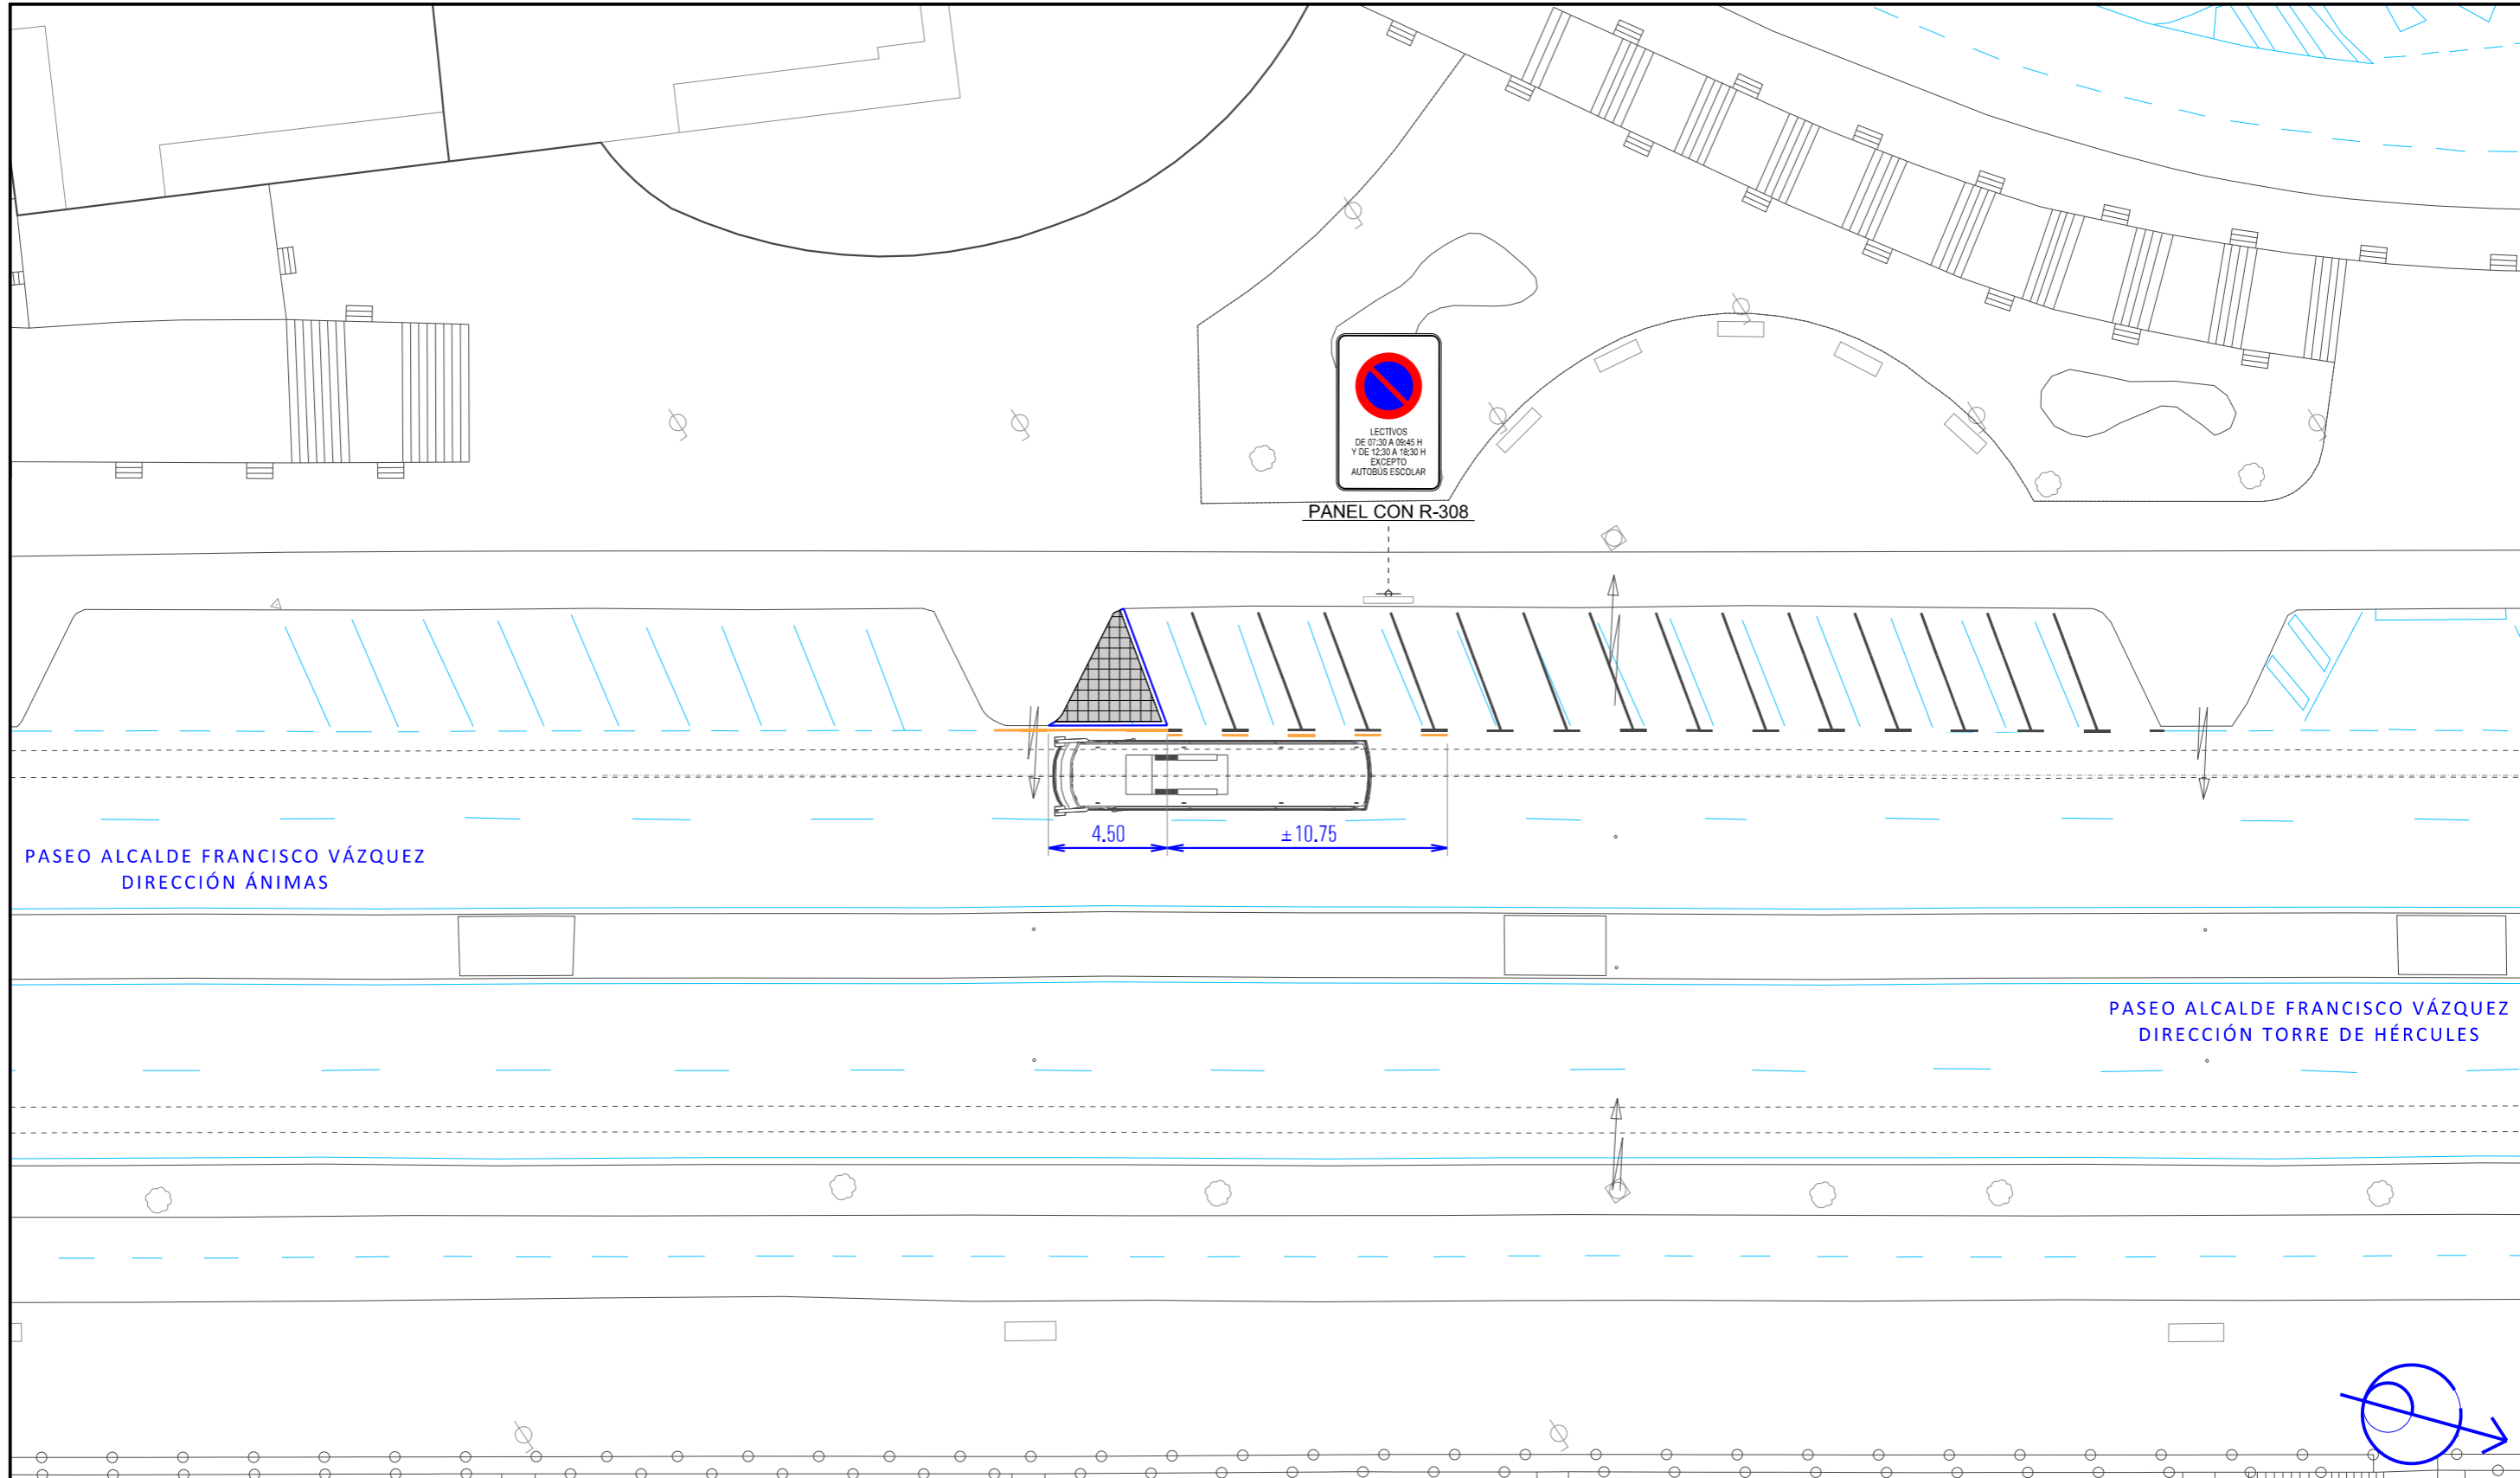 LECTIVOS
DE 07:30 A 09:45 H
Y DE 12:30 A 18:30 H
EXCEPTO
AUTOBÚS ESCOLAR
PANEL CON R-308
4.50
±10.75
PASEO ALCALDE FRANCISCO VÁZQUEZ
DIRECCIÓN ÁNIMAS
PASEO ALCALDE FRANCISCO VÁZQUEZ
DIRECCIÓN TORRE DE HÉRCULES